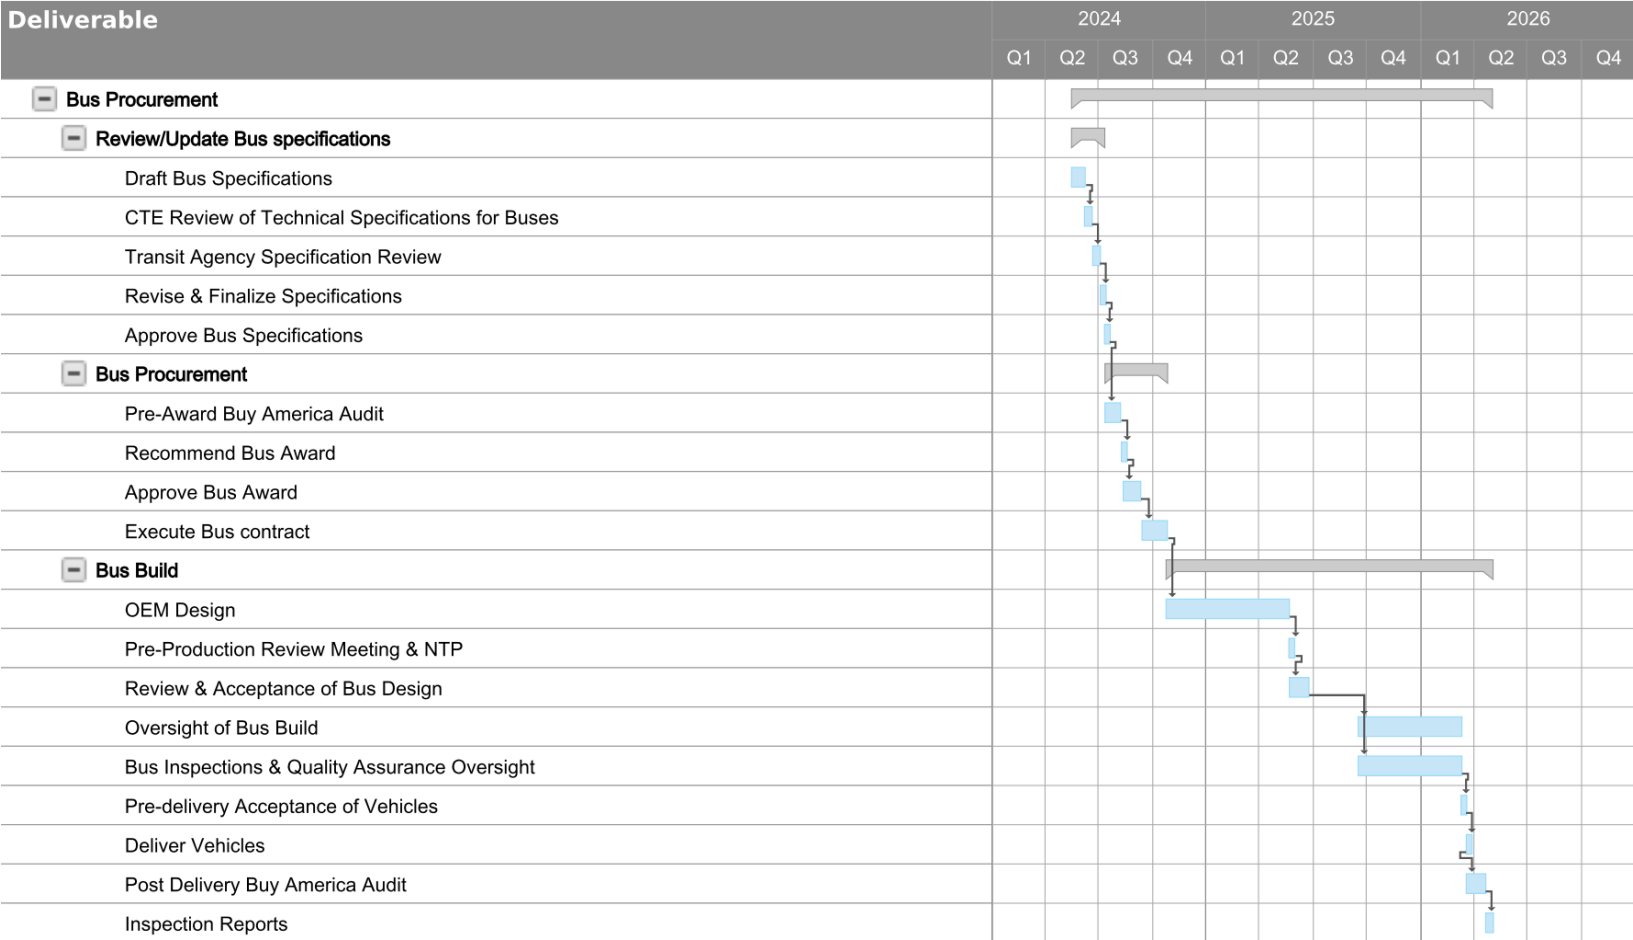 Deliverable
2024 2025 2026
Q1 Q2 Q3 Q4 Q1 Q2 Q3 Q4 Q1 Q2 Q3 Q4
Bus Procurement
Review/Update Bus specifications
Draft Bus Specifications
CTE Review of Technical Specifications for Buses
Transit Agency Specification Review
Revise & Finalize Specifications
Approve Bus Specifications
Bus Procurement
Pre-Award Buy America Audit
Recommend Bus Award
Approve Bus Award
Execute Bus contract
Bus Build
OEM Design
Pre-Production Review Meeting & NTP
Review & Acceptance of Bus Design
Oversight of Bus Build
Bus Inspections & Quality Assurance Oversight
Pre-delivery Acceptance of Vehicles
Deliver Vehicles
Post Delivery Buy America Audit
Inspection Reports